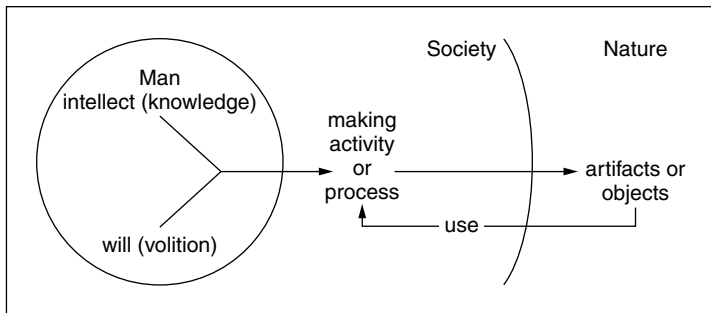 Society
Nature
Man
intellect (knowledge)
making
activity
or
process
artifacts or
objects
use
will (volition)